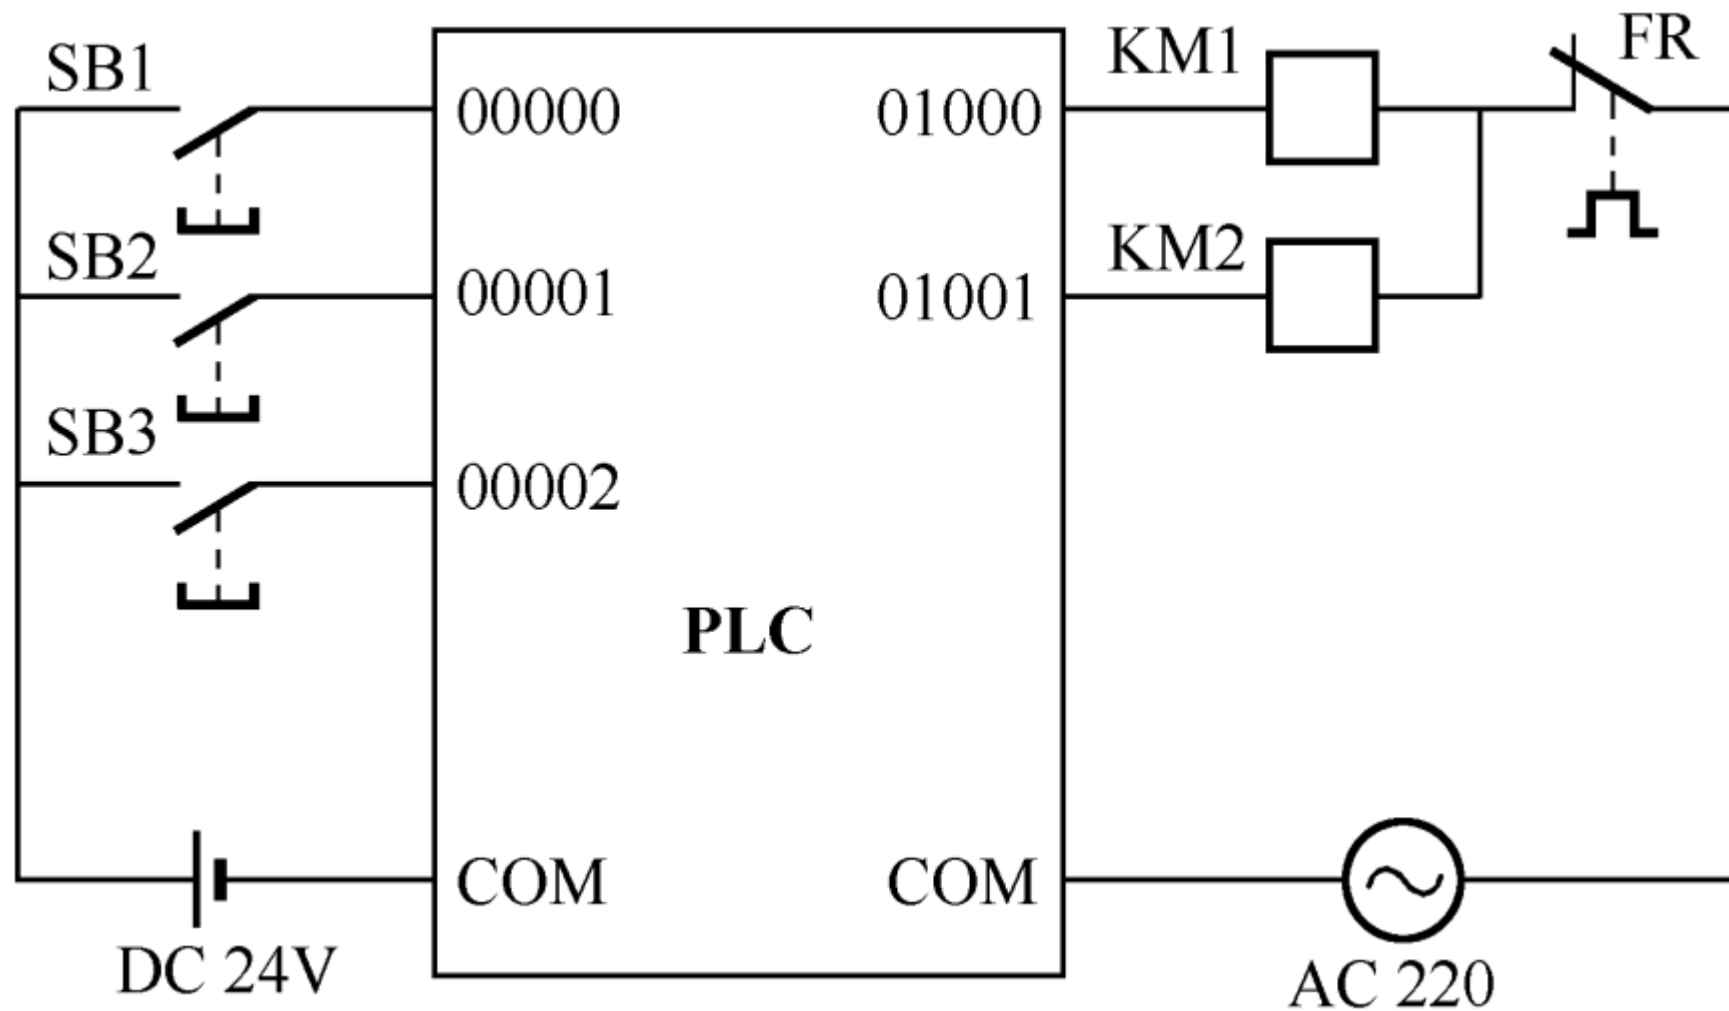 SB1
00000
01000
KM1
FR
SB2
00001
01001
KM2
SB3
00002
PLC
COM
COM
DC 24V
AC 220